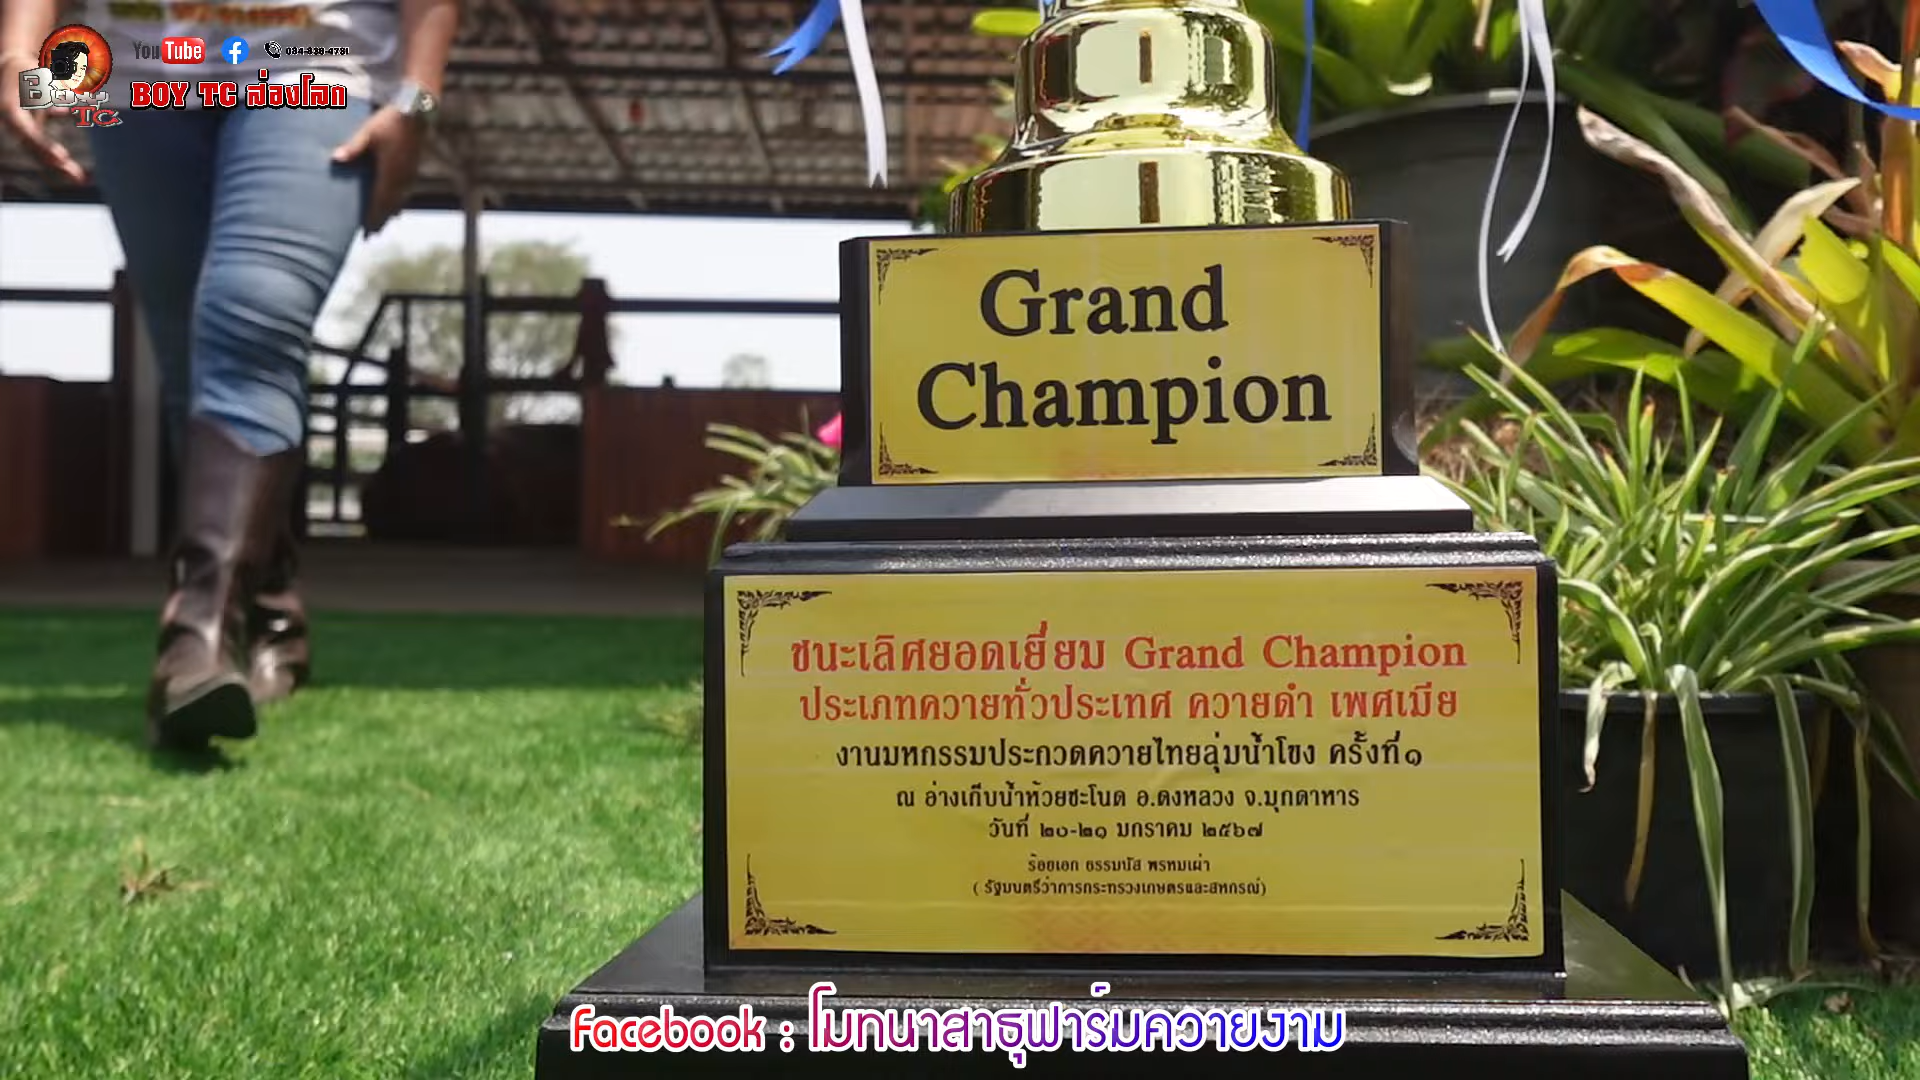 YouTube 084-838-4791
BOY TC ส่องโลก
Boy TC
Grand
Champion
ชนะเลิศยอดเยี่ยม Grand Champion
ประเภทควายทั่วประเทศ ควายดำ เพศเมีย
งานมหกรรมประกวดควายไทยลุ่มน้ำโขง ครั้งที่๑
ณ อ่างเก็บน้ำห้วยชะโนด อ.ดงหลวง จ.มุกดาหาร
วันที่ ๒๐-๒๑ มกราคม ๒๕๖๗
ร้อยเอก ธรรมนัส พรหมเผ่า
( รัฐมนตรีว่าการกระทรวงเกษตรและสหกรณ์)
Facebook : โมทนาสาธุฟาร์มควายงาม